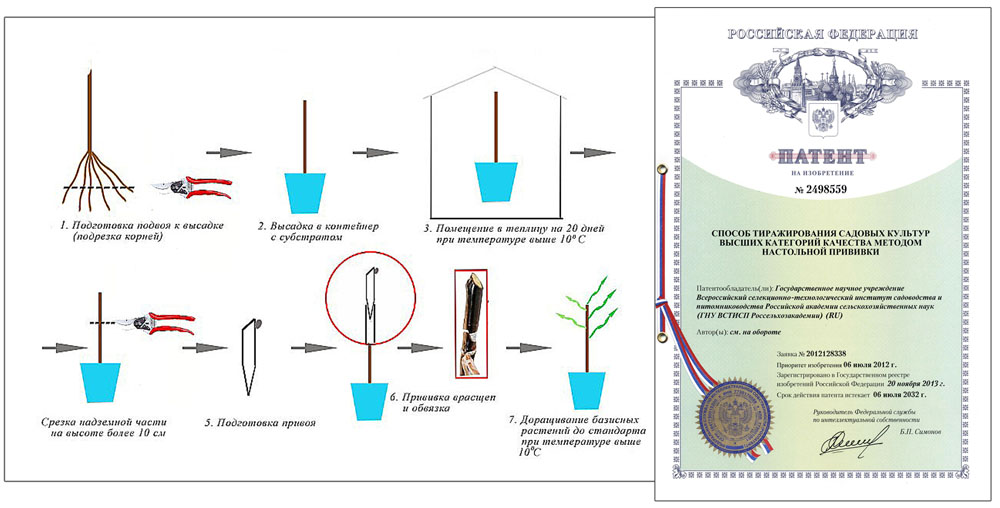 1. Подготовка подвоя к высадке
(подрезка корней)
2. Высадка в контейнер
с субстратом
3. Помещение в теплицу на 20 дней
при температуре выше 10⁰ С
Срезка надземной части
на высоте более 10 см
5. Подготовка привоя
6. Прививка врасщеп
и обвязка
7. Доращивание базисных
растений до стандарта
при температуре выше
10⁰С
РОССИЙСКАЯ ФЕДЕРАЦИЯ
ПАТЕНТ
НА ИЗОБРЕТЕНИЕ
№ 2498559
СПОСОБ ТИРАЖИРОВАНИЯ САДОВЫХ КУЛЬТУР
ВЫСШИХ КАТЕГОРИЙ КАЧЕСТВА МЕТОДОМ
НАСТОЛЬНОЙ ПРИВИВКИ
Патентообладатель(ли): Государственное научное учреждение
Всероссийский селекционно-технологический институт садоводства и
питомниководства Российской академии сельскохозяйственных наук
(ГНУ ВСТИСП Россельхозакадемии) (RU)
Автор(ы): см. на обороте
Заявка № 2012128338
Приоритет изобретения 06 июля 2012 г.
Зарегистрировано в Государственном реестре
изобретений Российской Федерации 20 ноября 2013 г.
Срок действия патента истекает 06 июля 2032 г.
Руководитель Федеральной службы
по интеллектуальной собственности
Б.П. Симонов